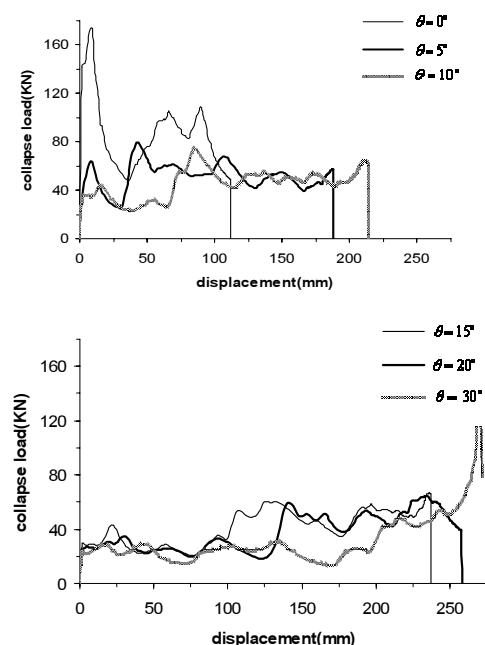 collapse load(KN)
160
120
80
40
0
0 50 100 150 200 250
displacement(mm)
θ = 0°
θ = 5°
θ = 10°
collapse load(KN)
160
120
80
40
0
0 50 100 150 200 250
displacement(mm)
θ = 15°
θ = 20°
θ = 30°